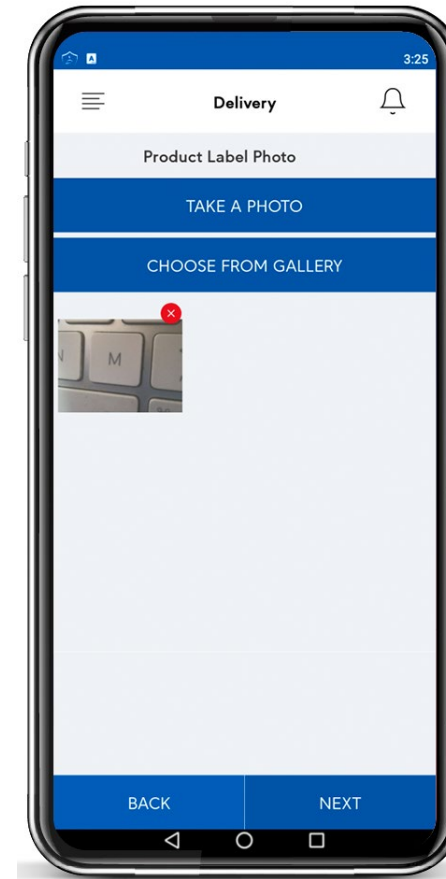 A
3:25
Delivery
Product Label Photo
TAKE A PHOTO
CHOOSE FROM GALLERY
N M
BACK NEXT